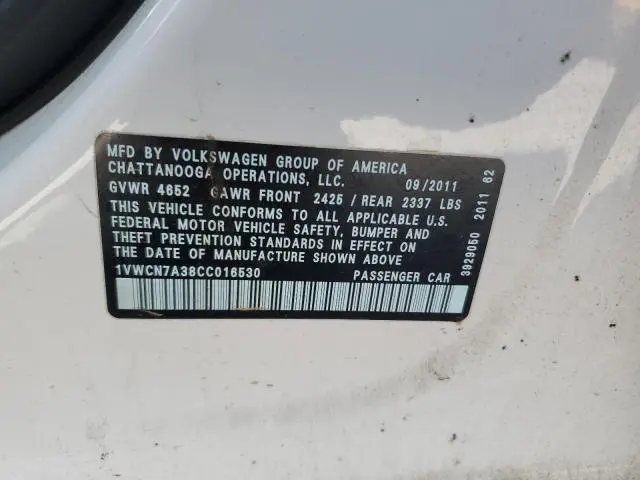 MFD BY VOLKSWAGEN GROUP OF AMERICA
CHATTANOOGA OPERATIONS, LLC. 09/2011
GVWR 4652 GAWR FRONT 2425 / REAR 2337 LBS
THIS VEHICLE CONFORMS TO ALL APPLICABLE U.S.
FEDERAL MOTOR VEHICLE SAFETY, BUMPER AND
THEFT PREVENTION STANDARDS IN EFFECT ON
THE DATE OF MANUFACTURE SHOWN ABOVE
1VWCN7A38CC016530 PASSENGER CAR
3929050 2011 62